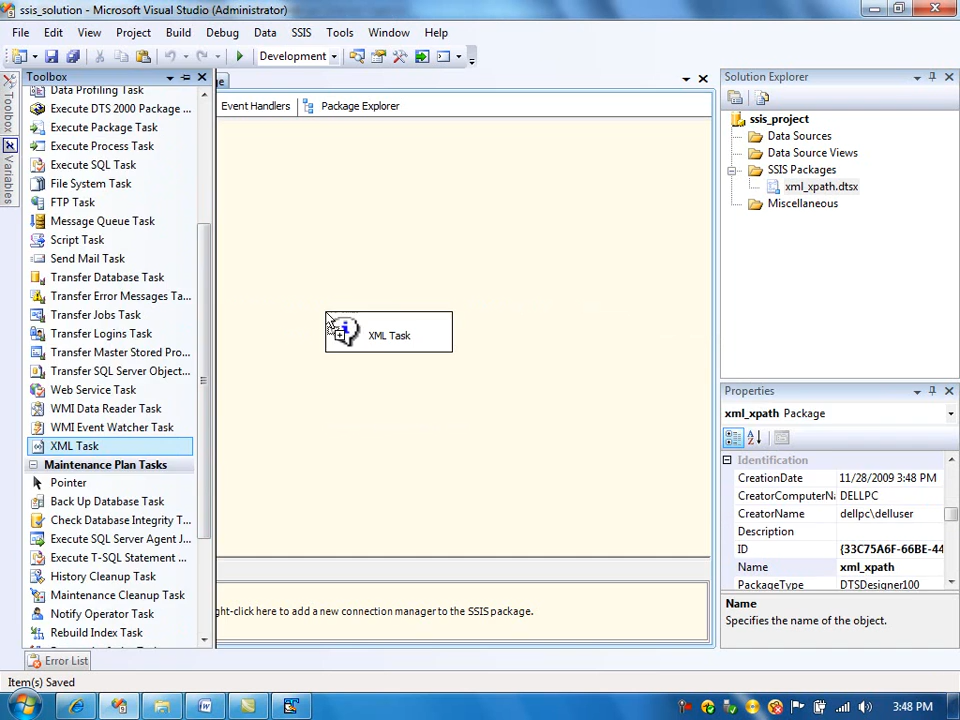 ssis_solution - Microsoft Visual Studio (Administrator)
File Edit View Project Build Debug Data SSIS Tools Window Help
Development
Toolbox
Variables
Toolbox
Data Profiling Task
Execute DTS 2000 Package ...
Execute Package Task
Execute Process Task
Execute SQL Task
File System Task
FTP Task
Message Queue Task
Script Task
Send Mail Task
Transfer Database Task
Transfer Error Messages Ta...
Transfer Jobs Task
Transfer Logins Task
Transfer Master Stored Pro...
Transfer SQL Server Object...
Web Service Task
WMI Data Reader Task
WMI Event Watcher Task
XML Task
Maintenance Plan Tasks
Pointer
Back Up Database Task
Check Database Integrity T...
Execute SQL Server Agent J...
Execute T-SQL Statement ...
History Cleanup Task
Maintenance Cleanup Task
Notify Operator Task
Rebuild Index Task
Event Handlers Package Explorer
XML Task
ght-click here to add a new connection manager to the SSIS package.
Solution Explorer
ssis_project
Data Sources
Data Source Views
SSIS Packages
xml_xpath.dtsx
Miscellaneous
Properties
xml_xpath Package
Identification
CreationDate 11/28/2009 3:48 PM
CreatorComputerNa DELLPC
CreatorName dellpc\delluser
Description
ID {33C75A6F-66BE-44
Name xml_xpath
PackageType DTSDesigner100
Name
Specifies the name of the object.
Error List
Item(s) Saved
3:48 PM